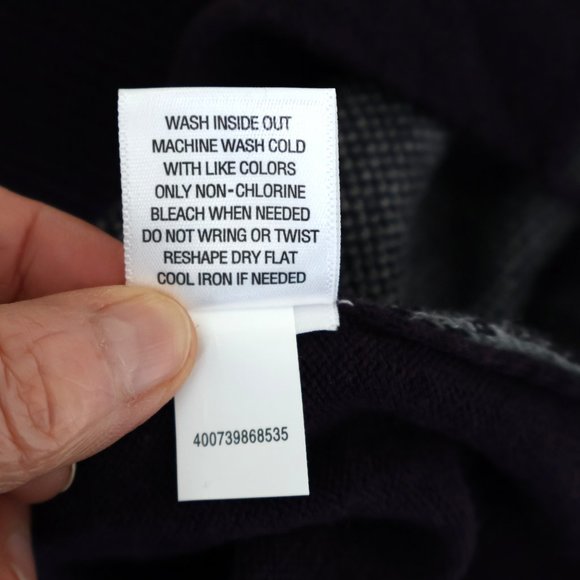 WASH INSIDE OUT
MACHINE WASH COLD
WITH LIKE COLORS
ONLY NON-CHLORINE
BLEACH WHEN NEEDED
DO NOT WRING OR TWIST
RESHAPE DRY FLAT
COOL IRON IF NEEDED
400739868535